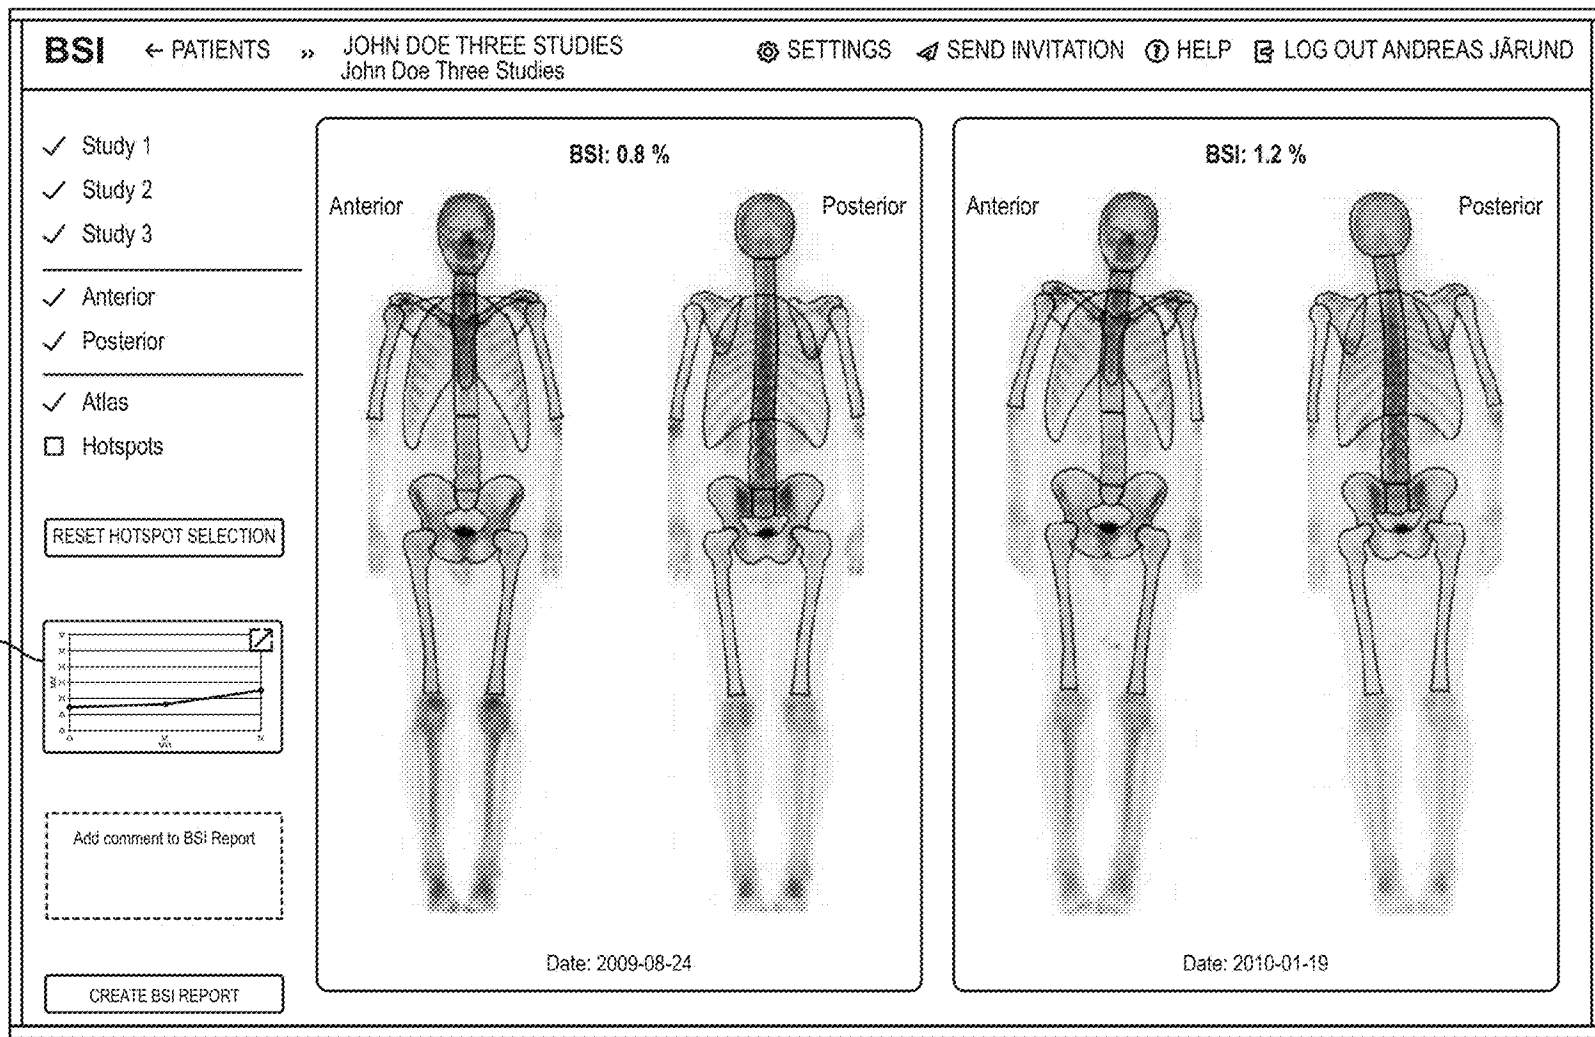 BSI ← PATIENTS » JOHN DOE THREE STUDIES
John Doe Three Studies
SETTINGS SEND INVITATION HELP LOG OUT ANDREAS JÃRUND
Study 1
Study 2
Study 3
Anterior
Posterior
Atlas
Hotspots
RESET HOTSPOT SELECTION
Add comment to BSI Report
CREATE BSI REPORT
BSI: 0.8 %
Anterior
Posterior
Date: 2009-08-24
BSI: 1.2 %
Anterior
Posterior
Date: 2010-01-19